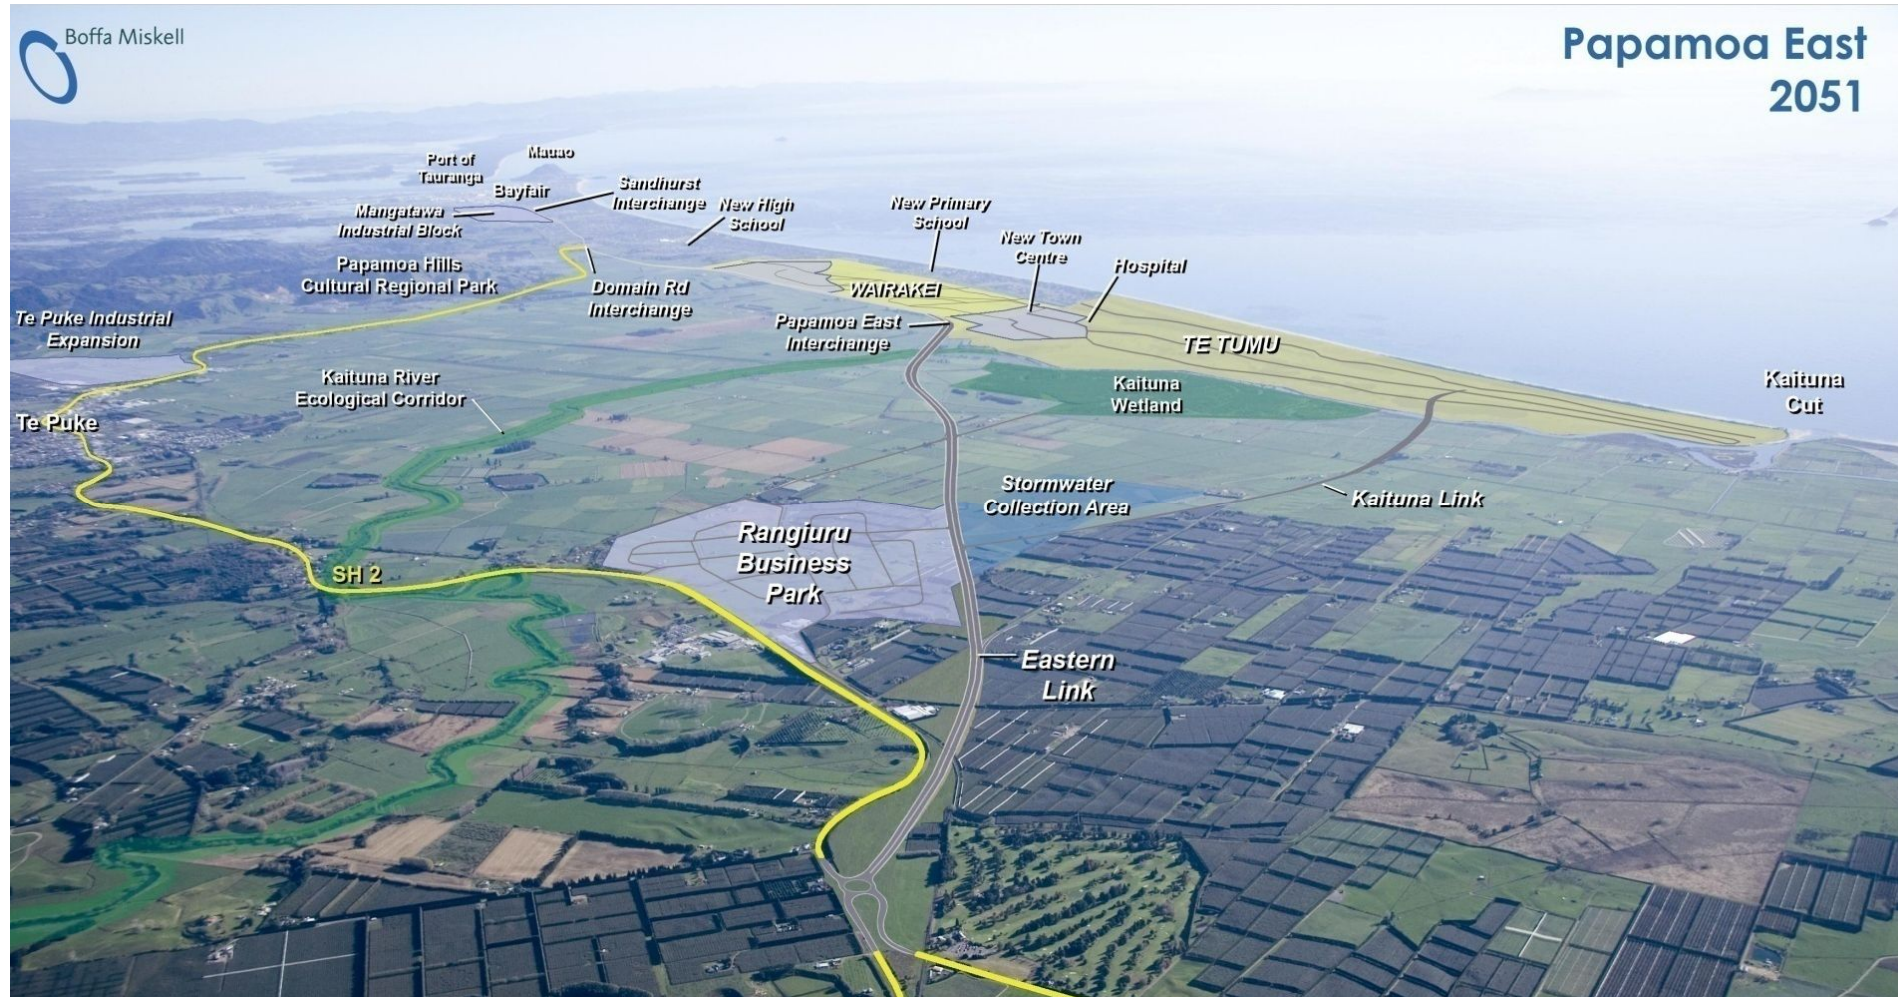 Boffa Miskell
Papamoa East
2051
Mauao
Port of
Tauranga
Bayfair
Sandhurst
Interchange
Mangatawa
Industrial Block
New High
School
New Primary
School
New Town
Centre
Hospital
Papamoa Hills
Cultural Regional Park
Domain Rd
Interchange
WAIRAKEI
Te Puke Industrial
Expansion
Papamoa East
Interchange
TE TUMU
Kaituna River
Ecological Corridor
Kaituna
Wetland
Kaituna
Cut
Te Puke
Stormwater
Collection Area
Kaituna Link
Rangiuru
Business
Park
SH 2
Eastern
Link